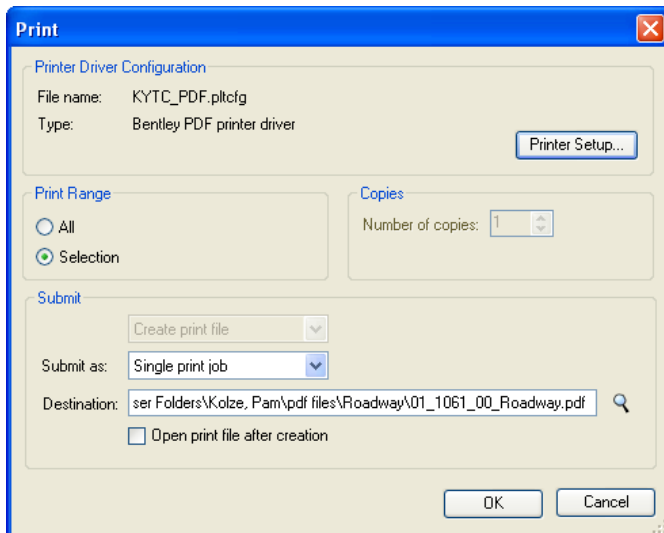 Print
Printer Driver Configuration
File name: KYTC_PDF.pltcfg
Type: Bentley PDF printer driver
Printer Setup...
Print Range
All
Selection
Copies
Number of copies: 1
Submit
Create print file
Submit as: Single print job
Destination: ser Folders\Kolze, Pam\pdf files\Roadway\01_1061_00_Roadway.pdf
Open print file after creation
OK Cancel